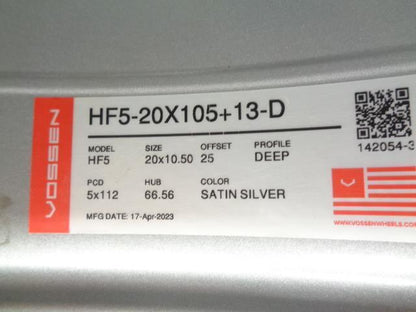 VOSSEN
HF5-20X105+13-D
MODEL SIZE OFFSET PROFILE
HF5 20x10.50 25 DEEP
PCD HUB COLOR
5x112 66.56 SATIN SILVER
MFG DATE: 17-Apr-2023
142054-3
WWW.VOSSENWHEELS.COM